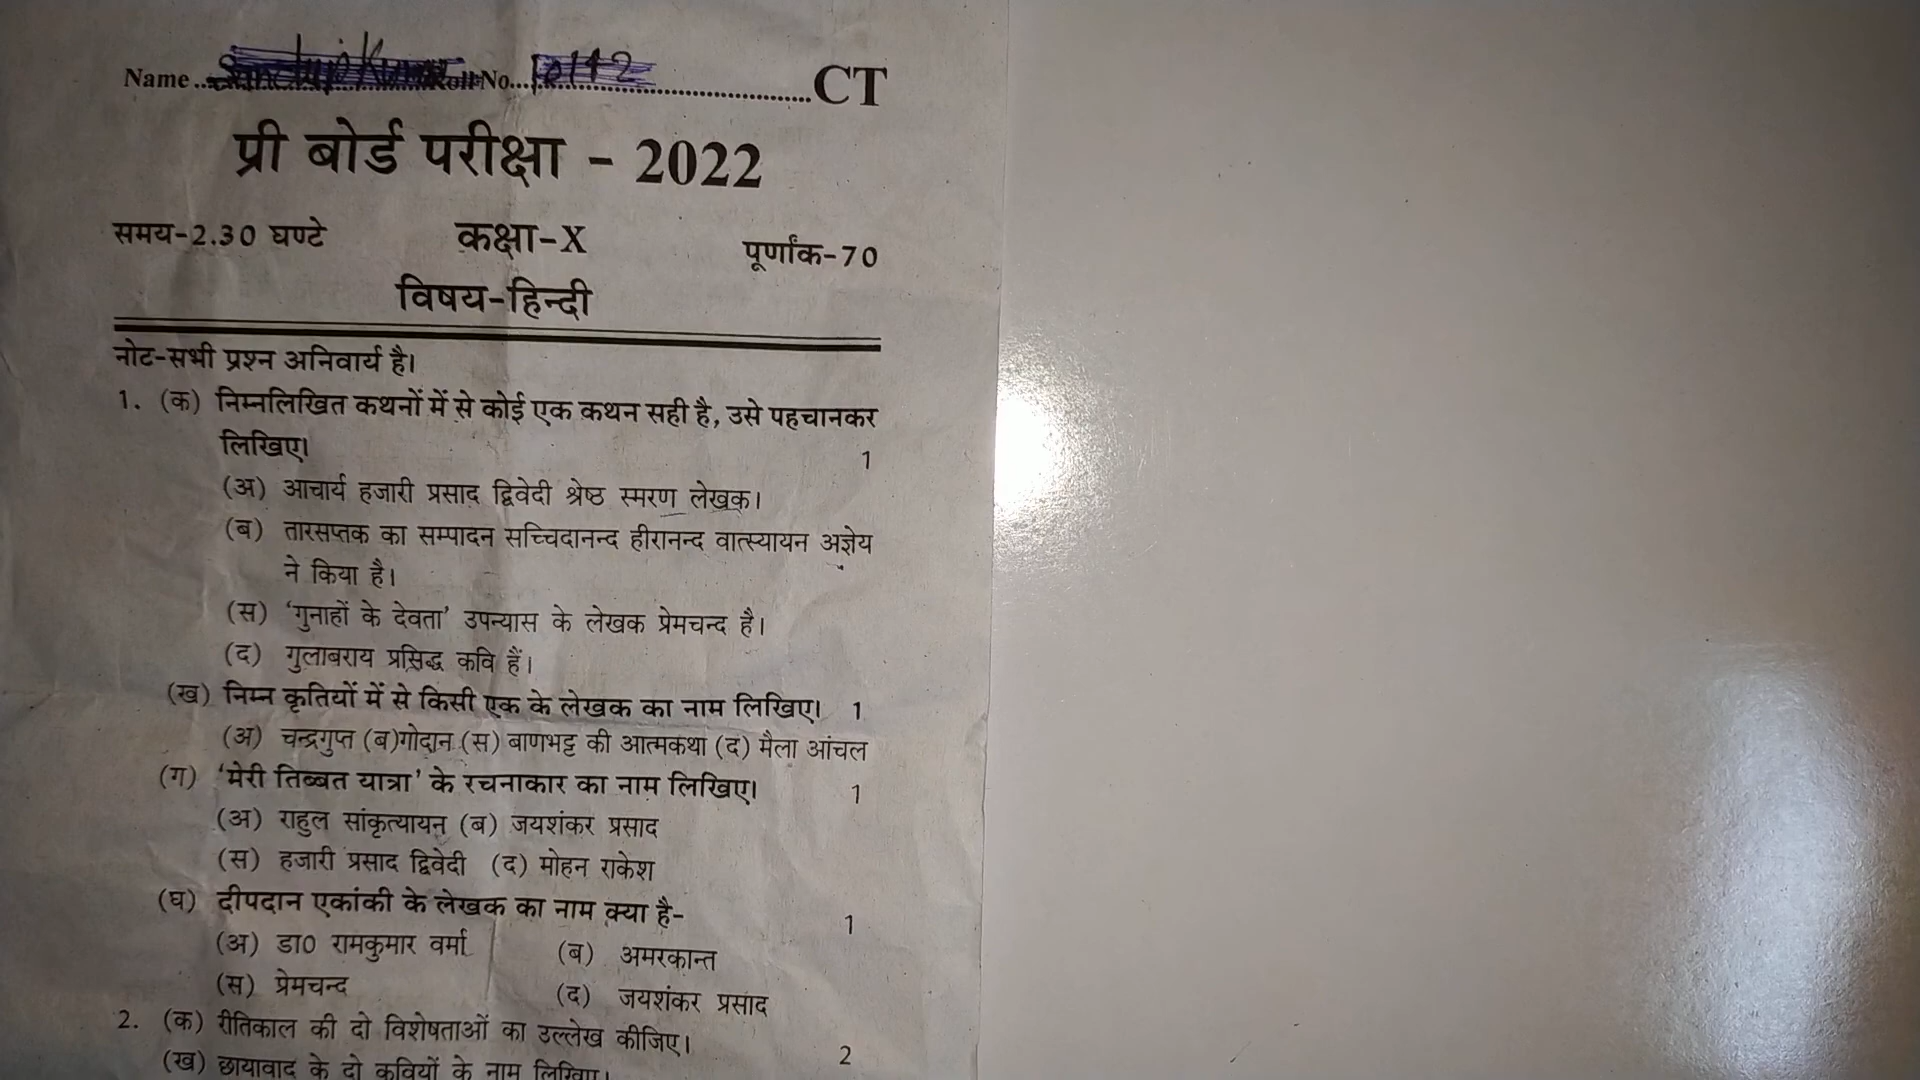 Name .. Roll No... CT
प्री बोर्ड परीक्षा - 2022
समय-2.30 घण्टे कक्षा-X पूर्णांक-70
विषय-हिन्दी
नोट-सभी प्रश्न अनिवार्य है।
1. (क) निम्नलिखित कथनों में से कोई एक कथन सही है, उसे पहचानकर
लिखिए। 1
(अ) आचार्य हजारी प्रसाद द्विवेदी श्रेष्ठ स्मरण लेखक।
(ब) तारसप्तक का सम्पादन सच्चिदानन्द हीरानन्द वात्स्यायन अज्ञेय
ने किया है।
(स) 'गुनाहों के देवता' उपन्यास के लेखक प्रेमचन्द है।
(द) गुलाबराय प्रसिद्ध कवि हैं।
(ख) निम्न कृतियों में से किसी एक के लेखक का नाम लिखिए। 1
(अ) चन्द्रगुप्त (ब)गोदान (स) बाणभट्ट की आत्मकथा (द) मैला आंचल
(ग) 'मेरी तिब्बत यात्रा' के रचनाकार का नाम लिखिए। 1
(अ) राहुल सांकृत्यायन (ब) जयशंकर प्रसाद
(स) हजारी प्रसाद द्विवेदी (द) मोहन राकेश
(घ) दीपदान एकांकी के लेखक का नाम क्या है- 1
(अ) डा0 रामकुमार वर्मा (ब) अमरकान्त
(स) प्रेमचन्द (द) जयशंकर प्रसाद
2. (क) रीतिकाल की दो विशेषताओं का उल्लेख कीजिए। 2
(ख) छायावाद के दो कवियों के नाम लिखिए।